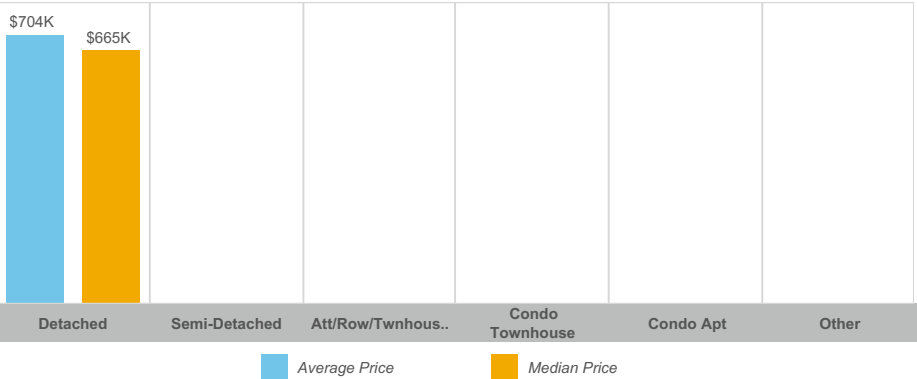 $704K
$665K
Detached
Semi-Detached
Att/Row/Twnhous..
Condo
Townhouse
Condo Apt
Other
Average Price
Median Price